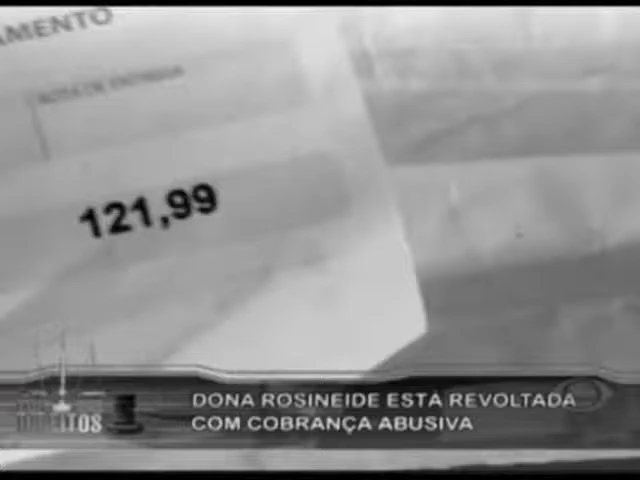 AMENTO
121,99
DONA ROSINEIDE ESTÁ REVOLTADA
COM COBRANÇA ABUSIVA